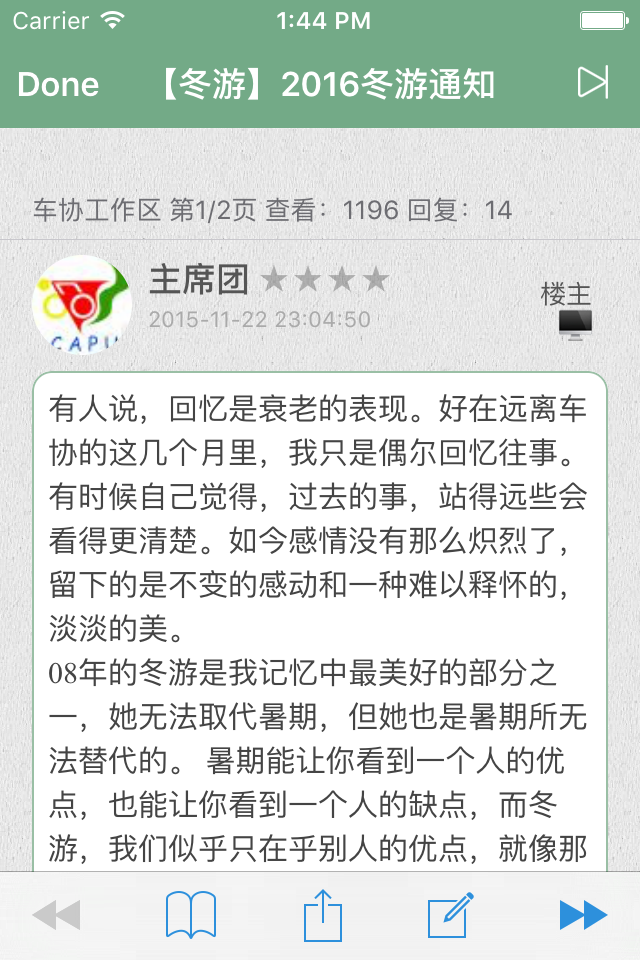 Carrier 1:44 PM
Done 【冬游】2016冬游通知
车协工作区 第1/2页 查看：1196 回复：14
主席团 ★★★★
楼主
2015-11-22 23:04:50
CAPU
有人说，回忆是衰老的表现。好在远离车
协的这几个月里，我只是偶尔回忆往事。
有时候自己觉得，过去的事，站得远些会
看得更清楚。如今感情没有那么炽烈了，
留下的是不变的感动和一种难以释怀的，
淡淡的美。
08年的冬游是我记忆中最美好的部分之
一，她无法取代暑期，但她也是暑期所无
法替代的。 暑期能让你看到一个人的优
点，也能让你看到一个人的缺点，而冬
游，我们似乎只在乎别人的优点，就像那